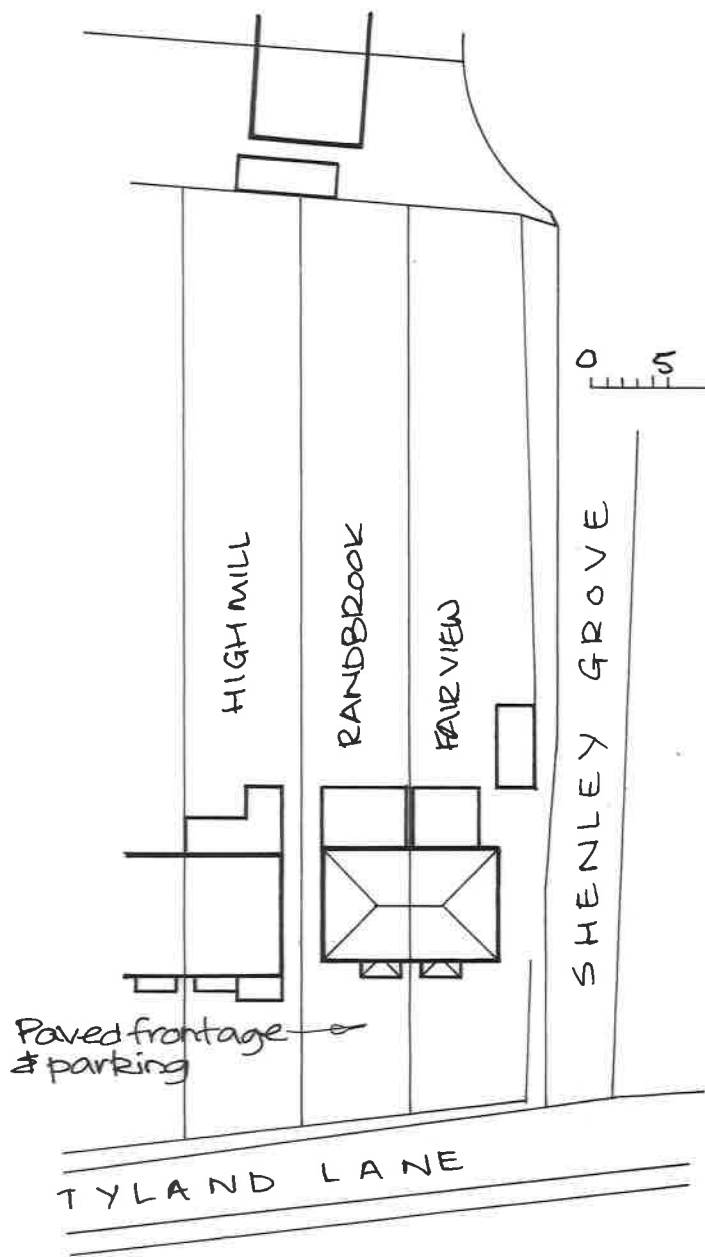 0 5
HIGHMILL
RANDBROOK
FAIRVIEW
SHENLEY GROVE
Paved frontage
& parking
TYLAND LANE